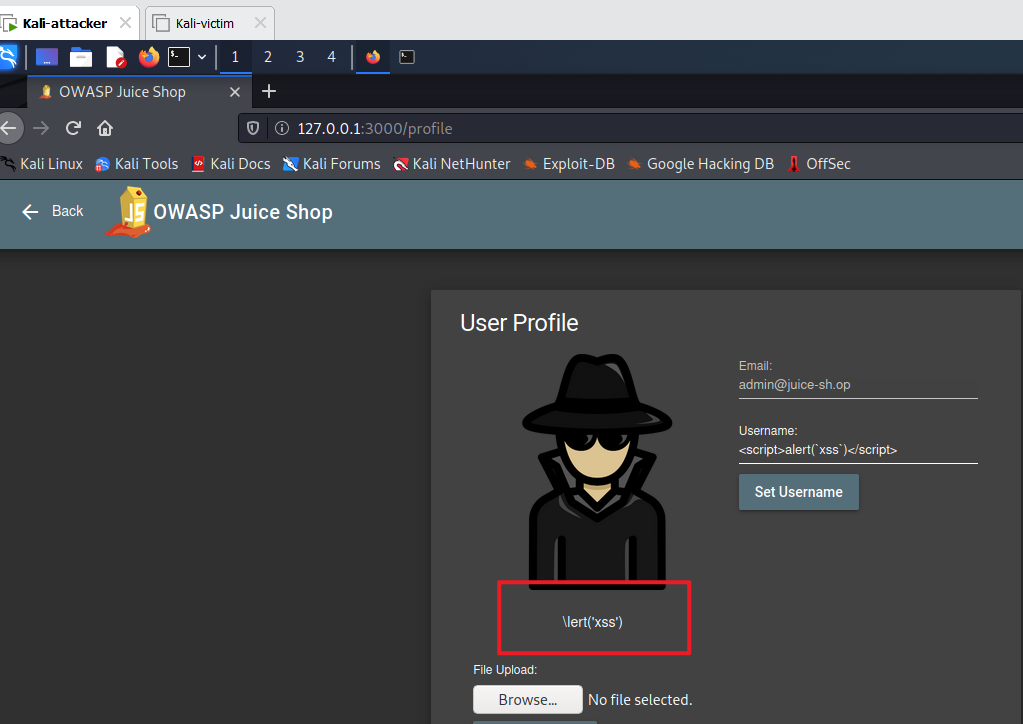 Kali-attacker
Kali-victim
1 2 3 4
OWASP Juice Shop
127.0.0.1:3000/profile
Kali Linux Kali Tools Kali Docs Kali Forums Kali NetHunter Exploit-DB Google Hacking DB OffSec
Back
JS
OWASP Juice Shop
User Profile
Email:
admin@juice-sh.op
Username:
<script>alert(`xss`)</script>
Set Username
\lert('xss')
File Upload:
Browse... No file selected.